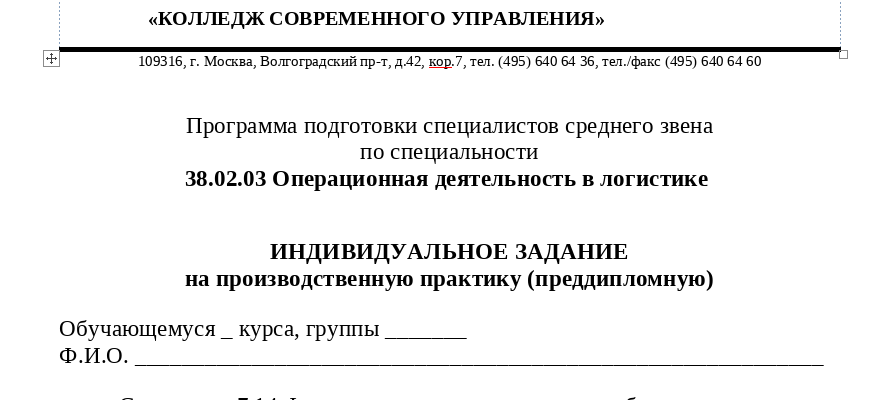 «КОЛЛЕДЖ СОВРЕМЕННОГО УПРАВЛЕНИЯ»
109316, г. Москва, Волгоградский пр-т, д.42, кор.7, тел. (495) 640 64 36, тел./факс (495) 640 64 60
Программа подготовки специалистов среднего звена
по специальности
38.02.03 Операционная деятельность в логистике
ИНДИВИДУАЛЬНОЕ ЗАДАНИЕ
на производственную практику (преддипломную)
Обучающемуся _ курса, группы _______
Ф.И.О. ___________________________________________________________